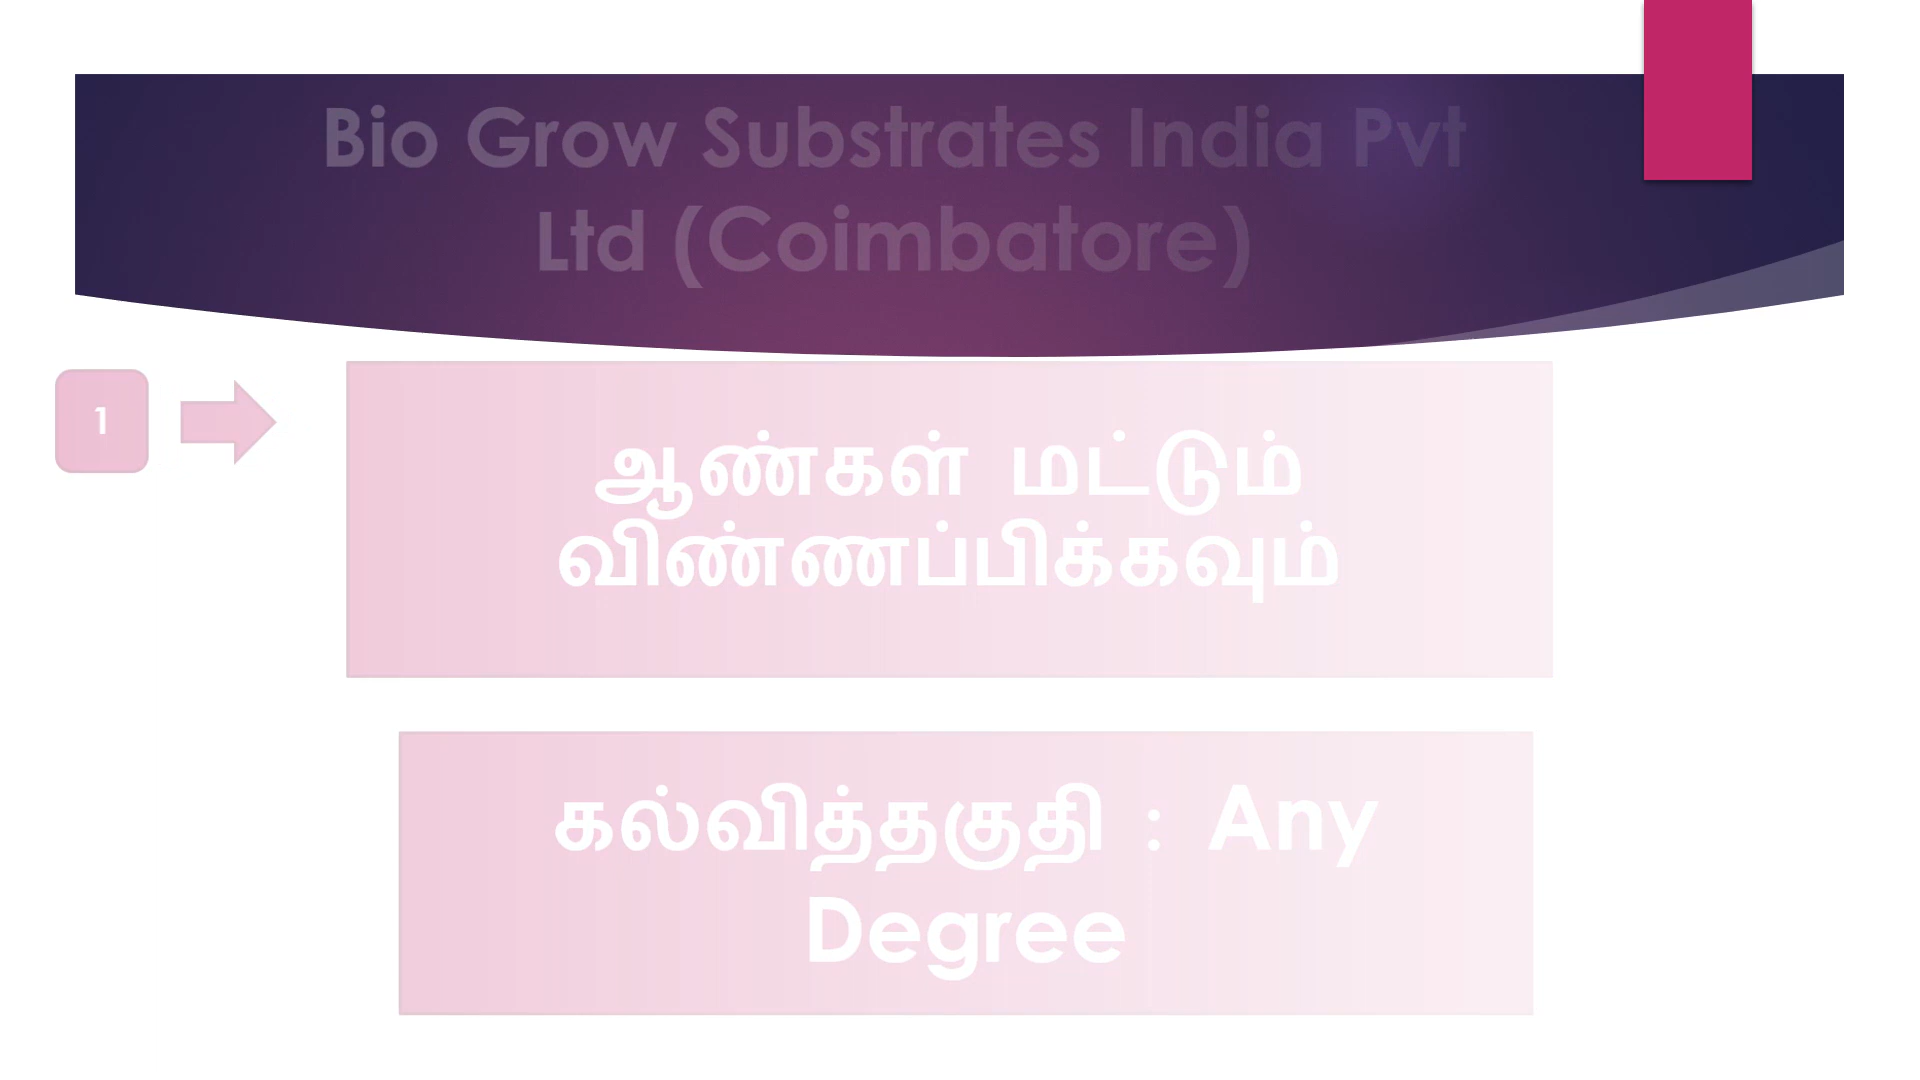 Bio Grow Substrates India Pvt
Ltd (Coimbatore)
1
ஆண்கள் மட்டும்
விண்ணப்பிக்கவும்
கல்வித்தகுதி : Any
Degree